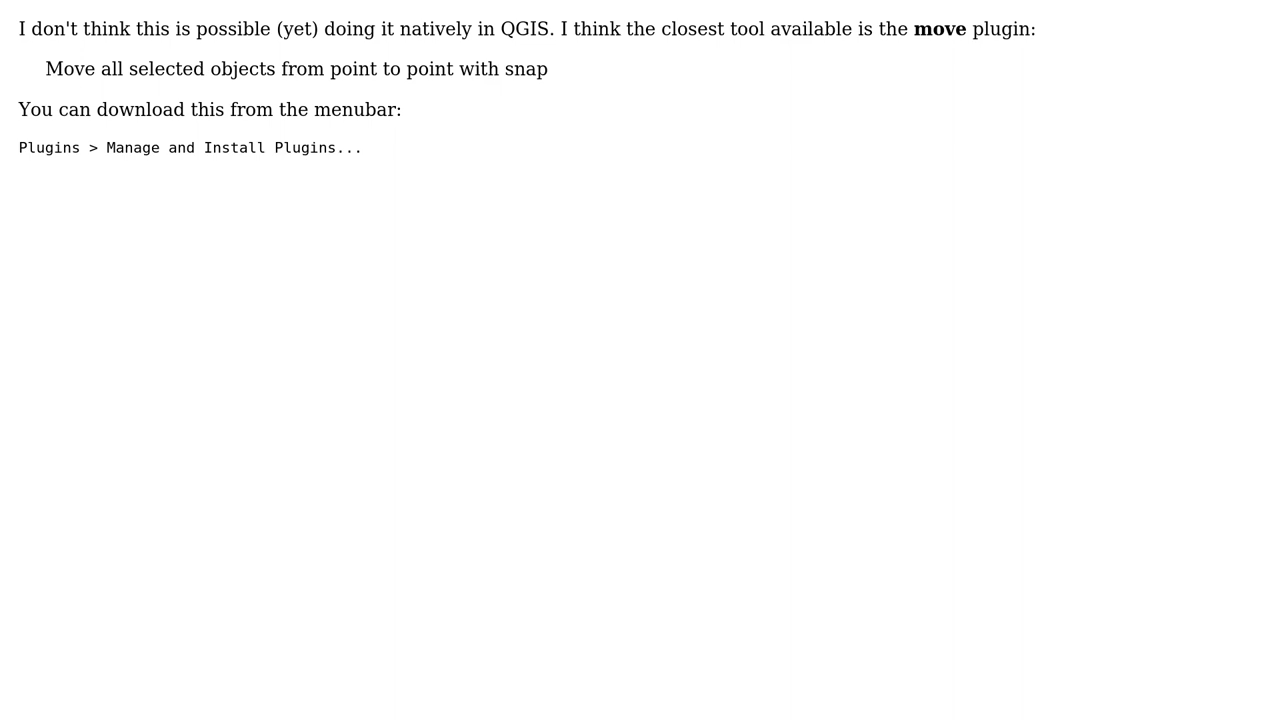 I don't think this is possible (yet) doing it natively in QGIS. I think the closest tool available is the move plugin:
Move all selected objects from point to point with snap
You can download this from the menubar:
Plugins > Manage and Install Plugins...